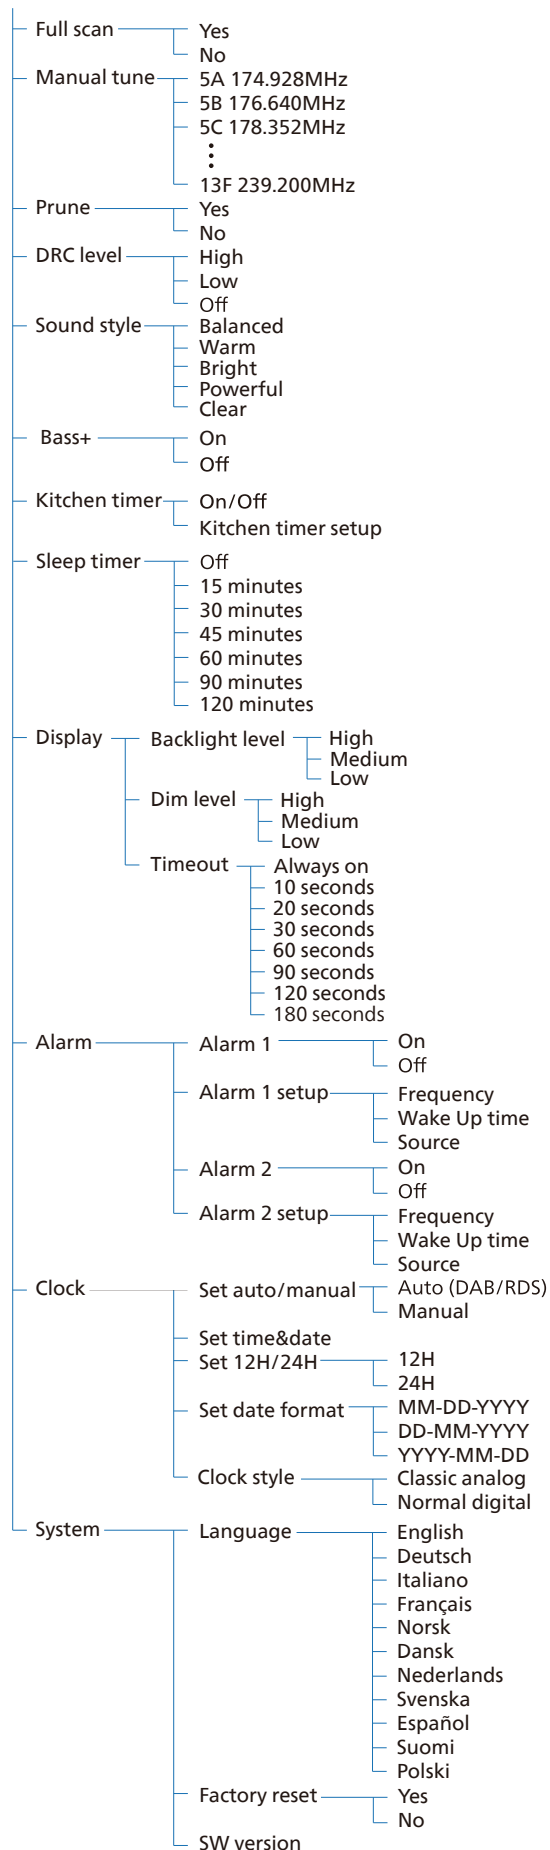 Full scan Yes
No
Manual tune 5A 174.928MHz
5B 176.640MHz
5C 178.352MHz
13F 239.200MHz
Prune Yes
No
DRC level High
Low
Off
Sound style Balanced
Warm
Bright
Powerful
Clear
Bass+ On
Off
Kitchen timer On/Off
Kitchen timer setup
Sleep timer Off
15 minutes
30 minutes
45 minutes
60 minutes
90 minutes
120 minutes
Display Backlight level High
Medium
Low
Dim level High
Medium
Low
Timeout Always on
10 seconds
20 seconds
30 seconds
60 seconds
90 seconds
120 seconds
180 seconds
Alarm Alarm 1 On
Off
Alarm 1 setup Frequency
Wake Up time
Source
Alarm 2 On
Off
Alarm 2 setup Frequency
Wake Up time
Source
Clock Set auto/manual Auto (DAB/RDS)
Manual
Set time&date
Set 12H/24H 12H
24H
Set date format MM-DD-YYYY
DD-MM-YYYY
YYYY-MM-DD
Clock style Classic analog
Normal digital
System Language English
Deutsch
Italiano
Français
Norsk
Dansk
Nederlands
Svenska
Español
Suomi
Polski
Factory reset Yes
No
SW version